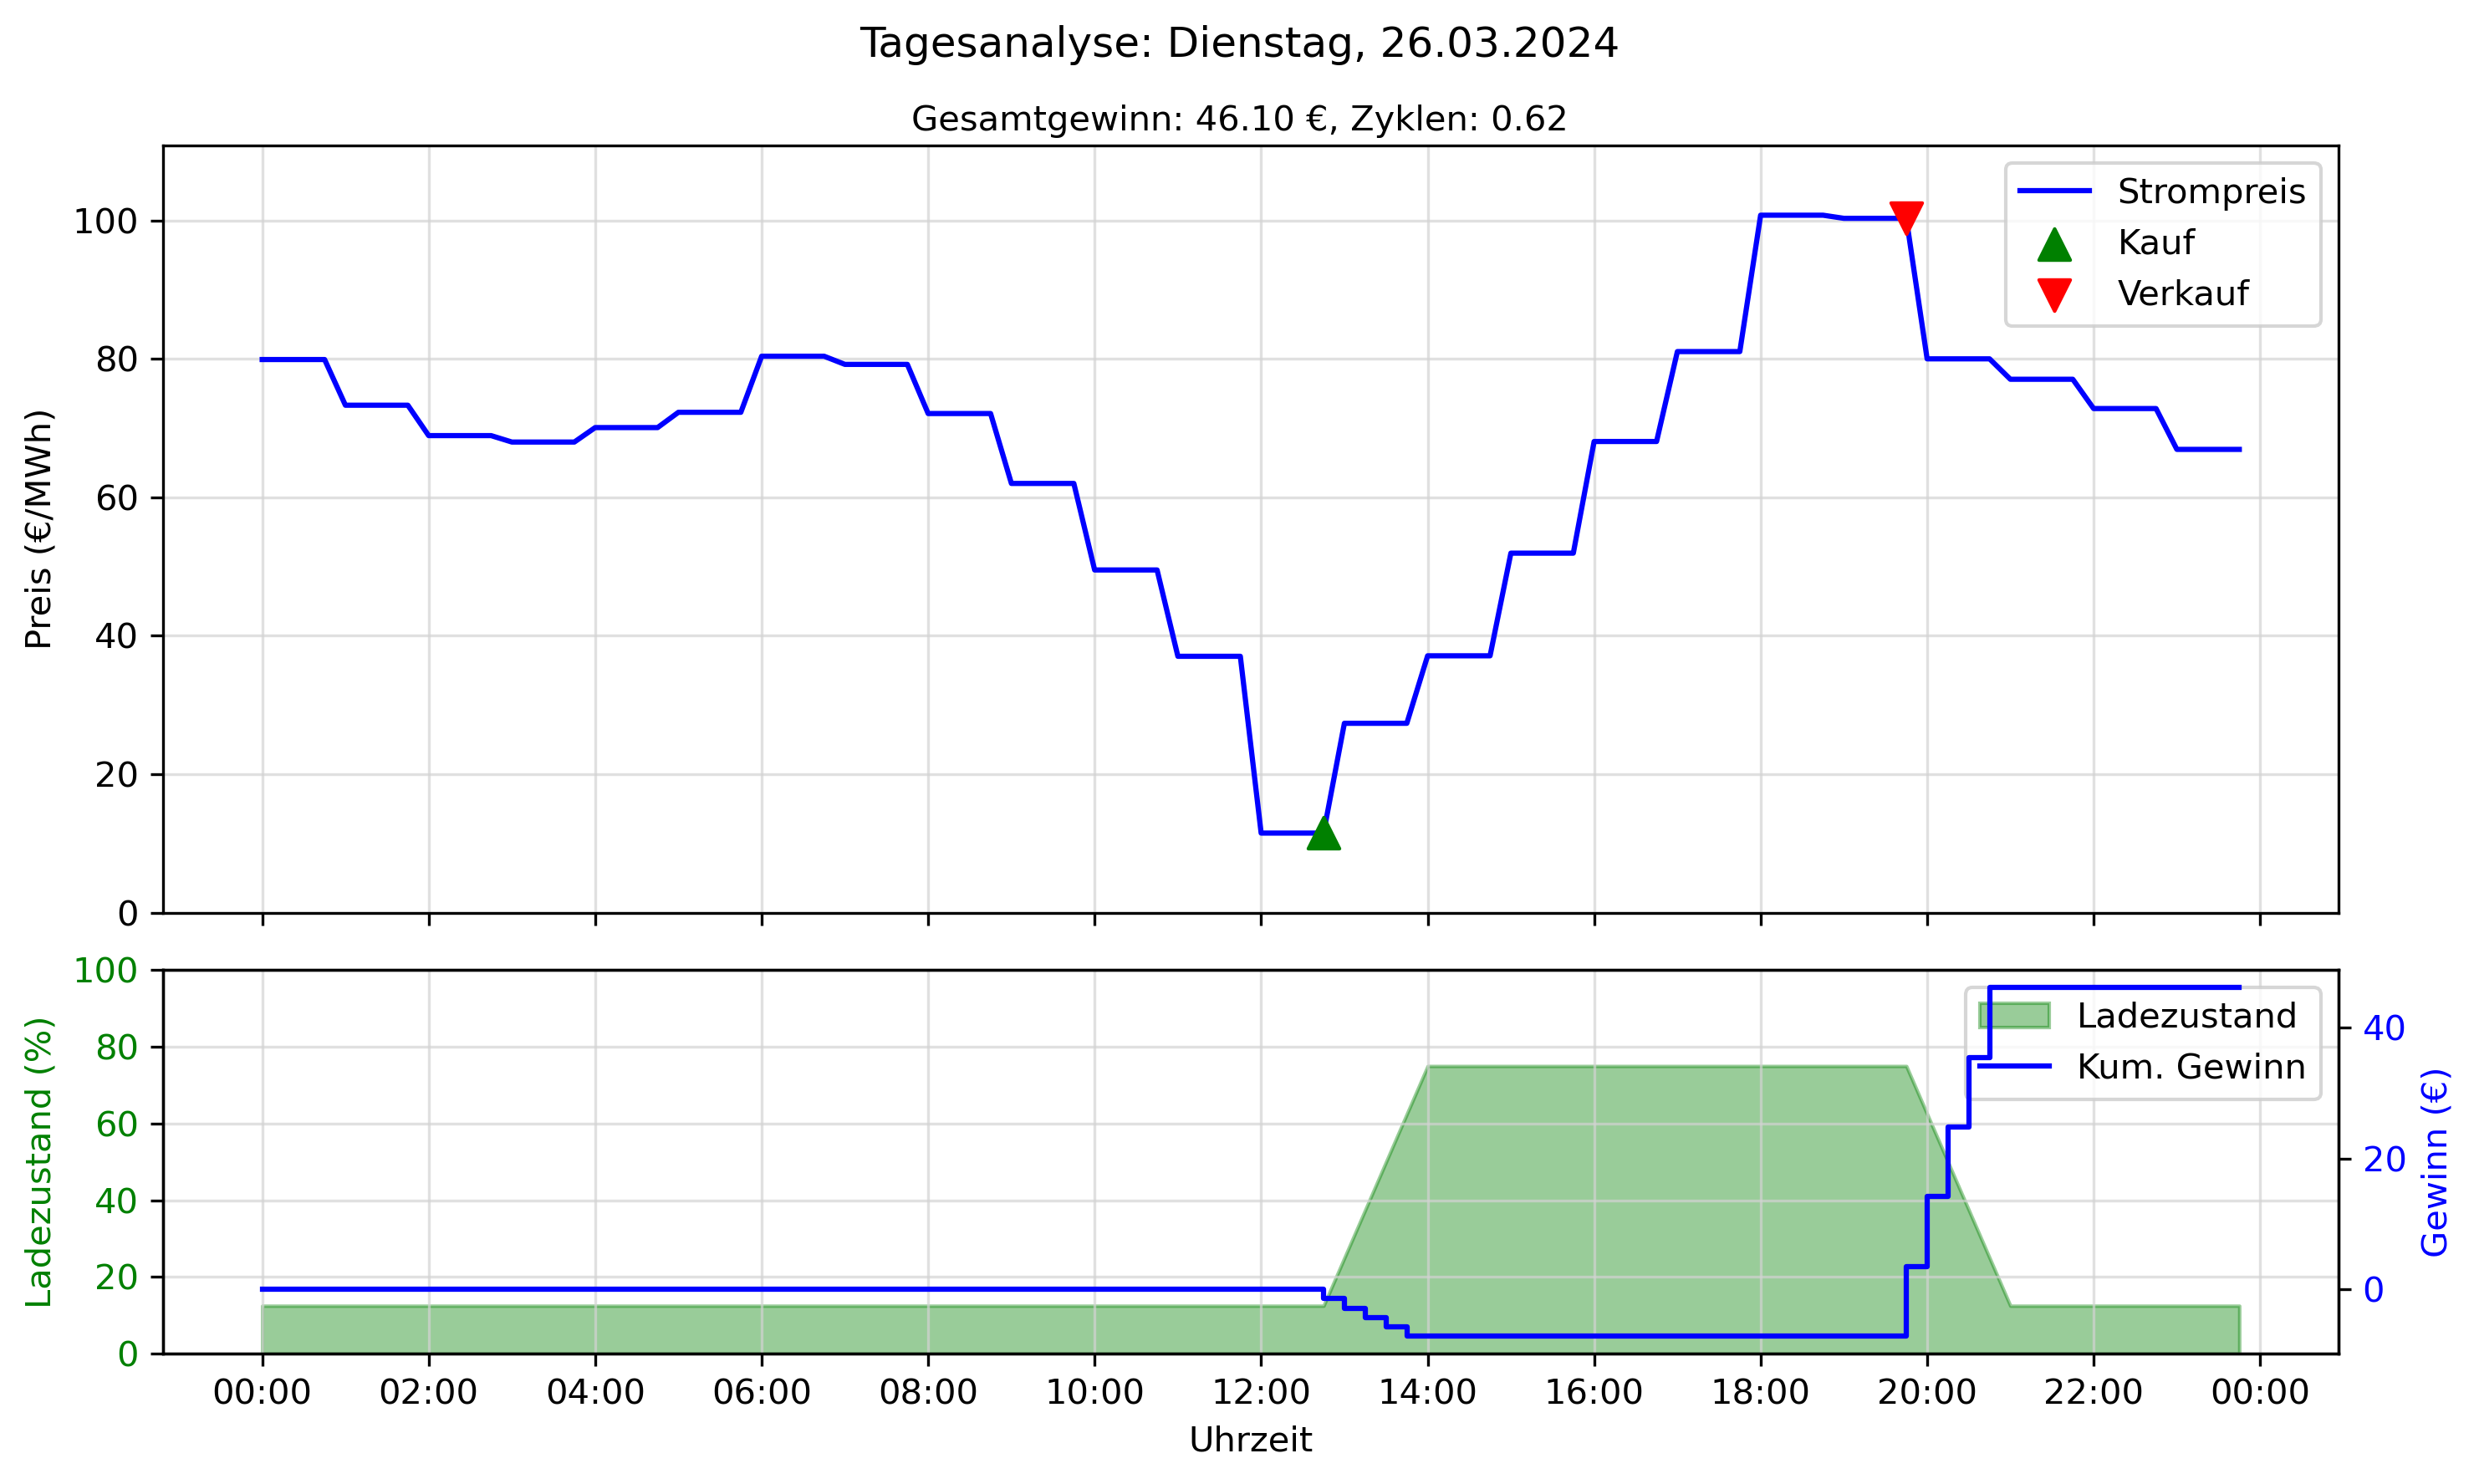 Tagesanalyse: Dienstag, 26.03.2024
Gesamtgewinn: 46.10 €, Zyklen: 0.62
Preis (€/MWh)
100
80
60
40
20
0
Strompreis
Kauf
Verkauf
Ladezustand (%)
100
80
60
40
20
0
Ladezustand
Kum. Gewinn
40
20
0
Gewinn (€)
00:00 02:00 04:00 06:00 08:00 10:00 12:00 14:00 16:00 18:00 20:00 22:00 00:00
Uhrzeit